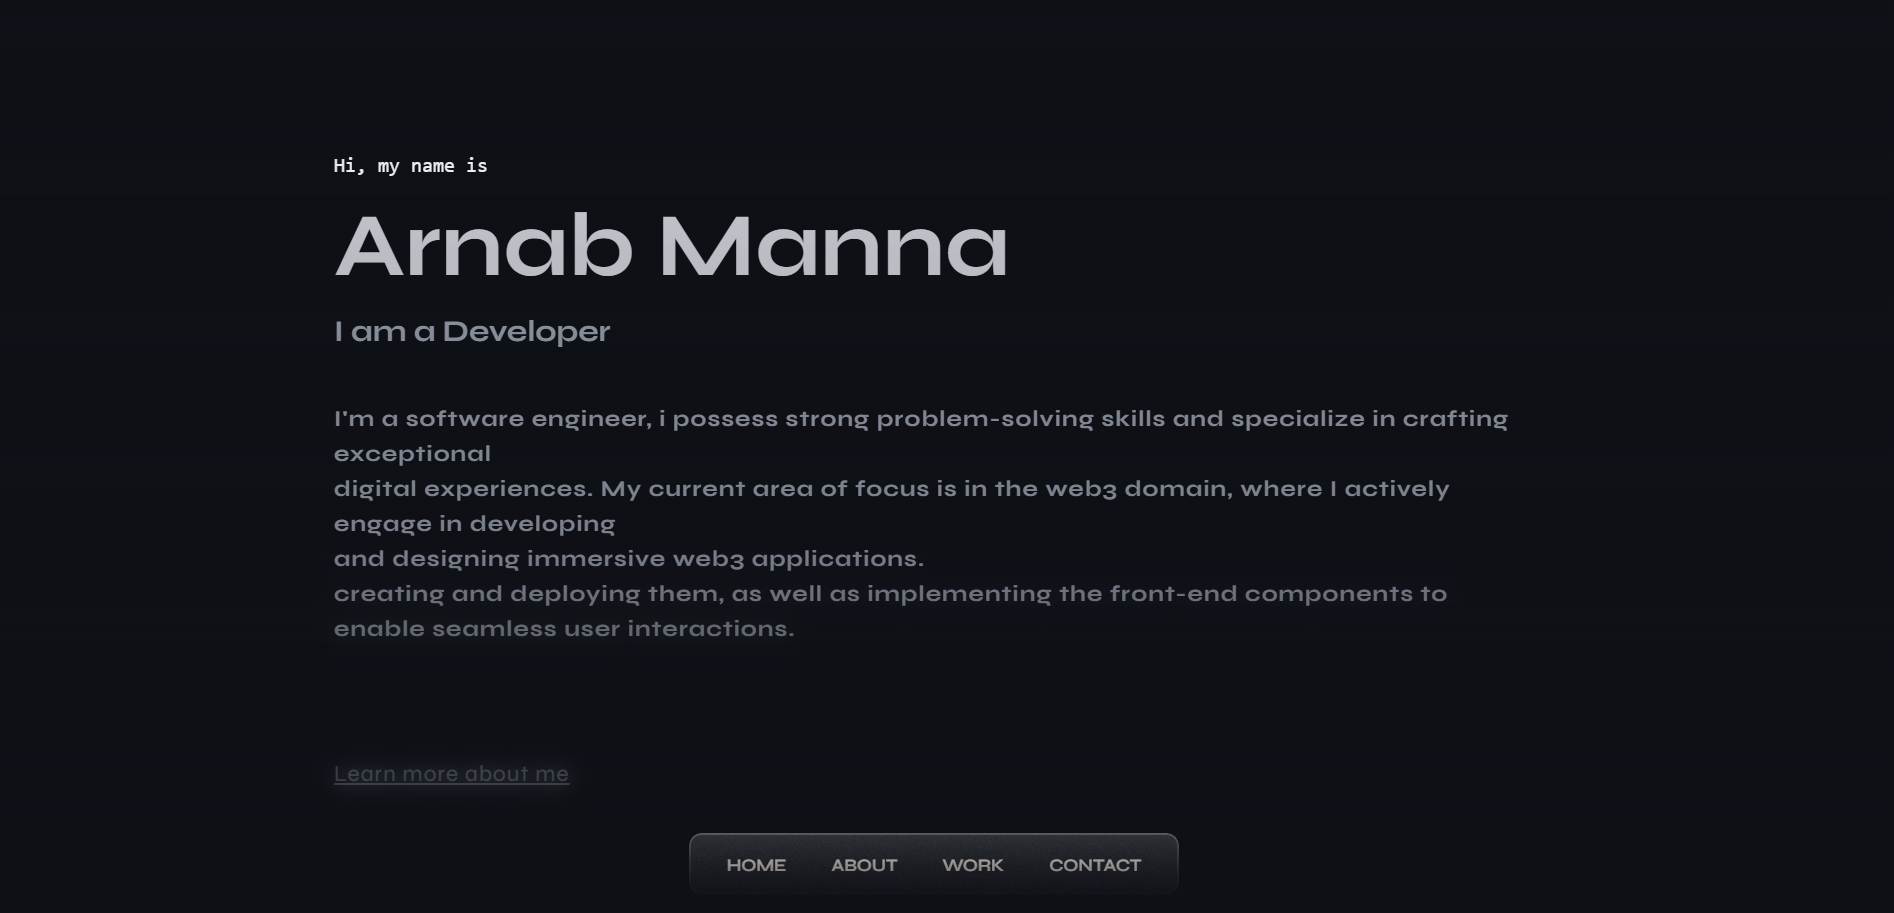 Hi, my name is
Arnab Manna
I am a Developer
I'm a software engineer, i possess strong problem-solving skills and specialize in crafting
exceptional
digital experiences. My current area of focus is in the web3 domain, where I actively
engage in developing
and designing immersive web3 applications.
creating and deploying them, as well as implementing the front-end components to
enable seamless user interactions.
Learn more about me
HOME ABOUT WORK CONTACT